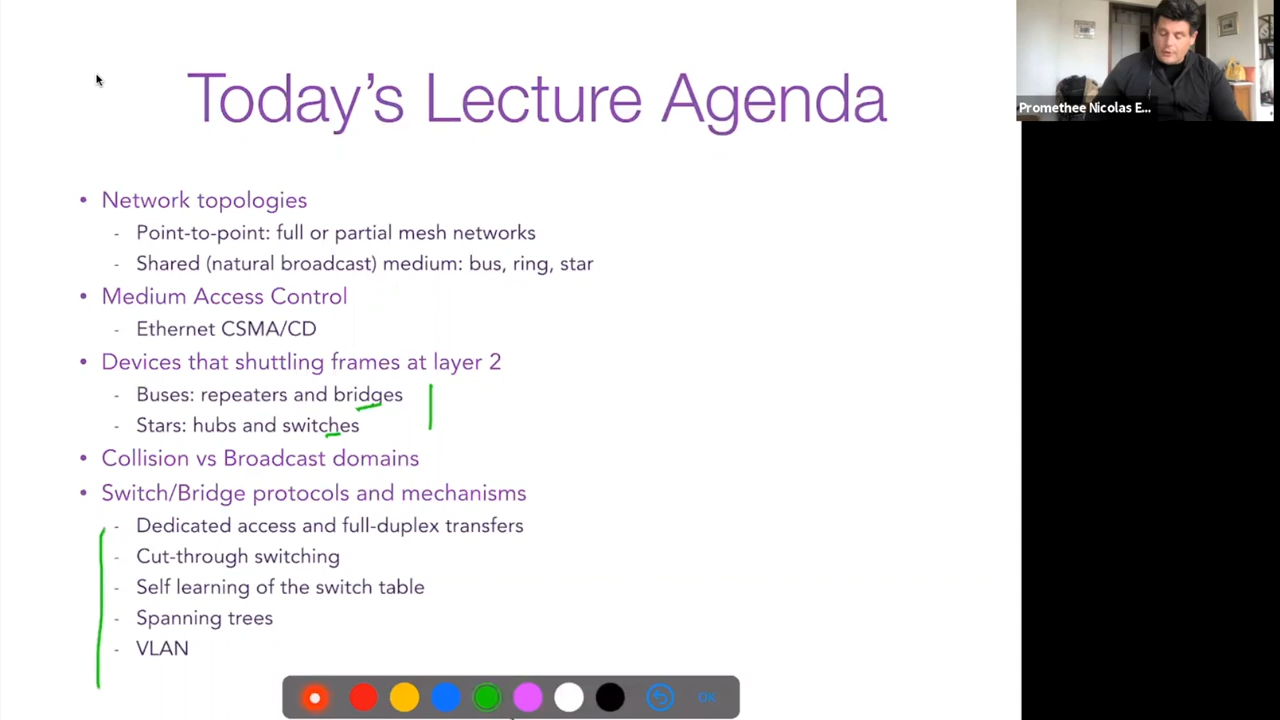 Today's Lecture Agenda
Promethee Nicolas E...
• Network topologies
- Point-to-point: full or partial mesh networks
- Shared (natural broadcast) medium: bus, ring, star
• Medium Access Control
- Ethernet CSMA/CD
• Devices that shuttling frames at layer 2
- Buses: repeaters and bridges
- Stars: hubs and switches
• Collision vs Broadcast domains
• Switch/Bridge protocols and mechanisms
- Dedicated access and full-duplex transfers
- Cut-through switching
- Self learning of the switch table
- Spanning trees
- VLAN
OK